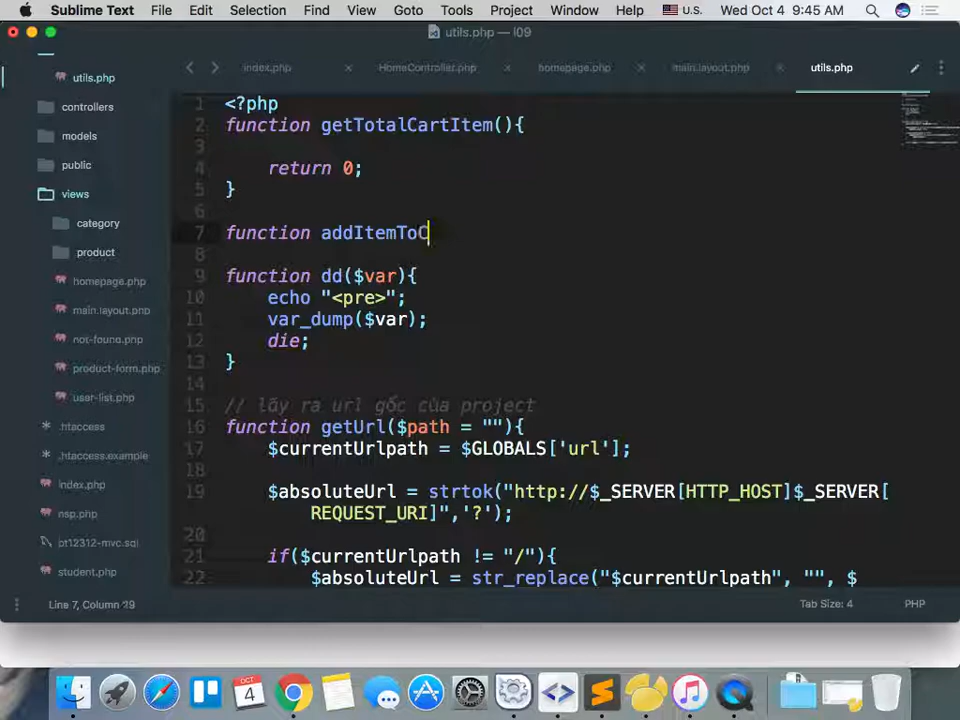 Sublime Text File Edit Selection Find View Goto Tools Project Window Help U.S. Wed Oct 4 9:45 AM
utils.php — l09
utils.php
controllers
models
public
views
category
product
homepage.php
main.layout.php
not-found.php
product-form.php
user-list.php
.htaccess
.htaccess.example
index.php
nsp.php
pt12312-mvc.sql
student.php
index.php × HomeController.php × homepage.php × main.layout.php × utils.php
1 <?php
2 function getTotalCartItem(){
3
4 return 0;
5 }
6
7 function addItemToC
8
9 function dd($var){
10 echo "<pre>";
11 var_dump($var);
12 die;
13 }
14
15 // lấy ra url gốc của project
16 function getUrl($path = ""){
17 $currentUrlpath = $GLOBALS['url'];
18
19 $absoluteUrl = strtok("http://$_SERVER[HTTP_HOST]$_SERVER[
REQUEST_URI]",'?');
20
21 if($currentUrlpath != "/"){
22 $absoluteUrl = str_replace("$currentUrlpath", "", $
Line 7, Column 29 Tab Size: 4 PHP
OCT
4